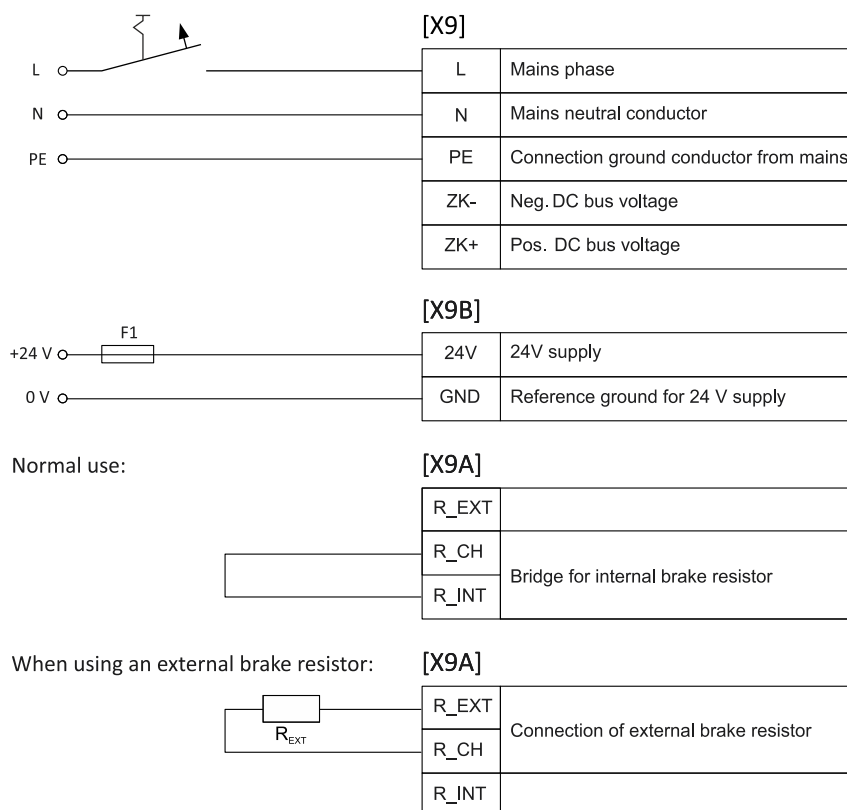 [X9]
L L Mains phase
N N Mains neutral conductor
PE PE Connection ground conductor from mains
ZK- Neg. DC bus voltage
ZK+ Pos. DC bus voltage
[X9B]
F1
+24 V 24V 24V supply
0 V GND Reference ground for 24 V supply
Normal use: [X9A]
R_EXT
R_CH
Bridge for internal brake resistor
R_INT
When using an external brake resistor: [X9A]
R_EXT
REXT
Connection of external brake resistor
R_CH
R_INT